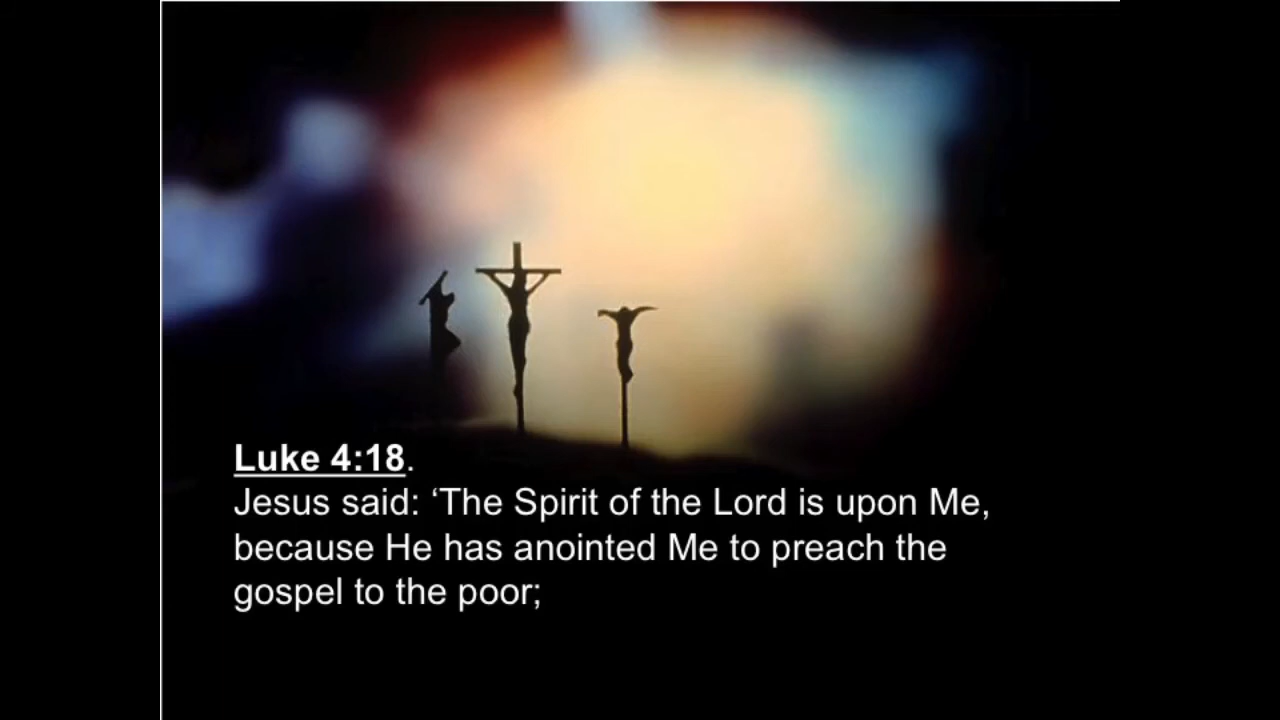 Luke 4:18.
Jesus said: ‘The Spirit of the Lord is upon Me,
because He has anointed Me to preach the
gospel to the poor;